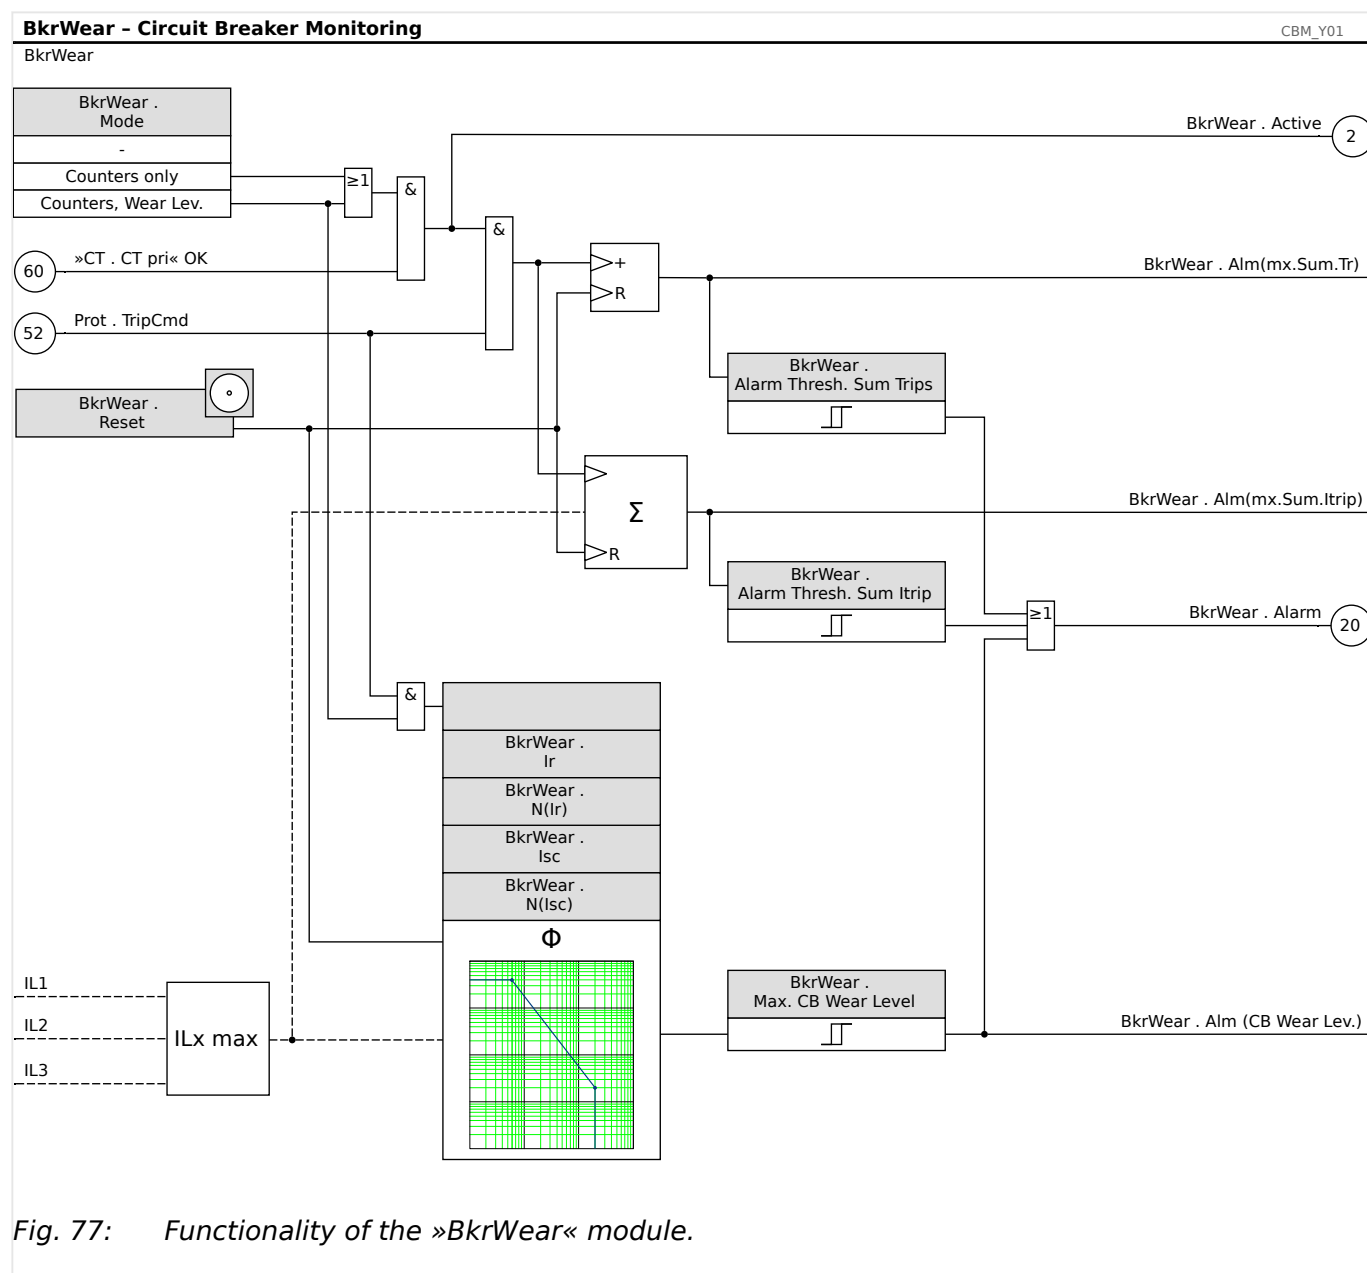 BkrWear – Circuit Breaker Monitoring
CBM_Y01
BkrWear
BkrWear .
Mode
-
Counters only
Counters, Wear Lev.
≥1
&
&
BkrWear . Active
2
60
»CT . CT pri« OK
52
Prot . TripCmd
+
R
BkrWear . Alm(mx.Sum.Tr)
BkrWear .
Reset
BkrWear .
Alarm Thresh. Sum Trips
Σ
R
BkrWear . Alm(mx.Sum.Itrip)
BkrWear .
Alarm Thresh. Sum Itrip
≥1
BkrWear . Alarm
20
&
BkrWear .
Ir
BkrWear .
N(Ir)
BkrWear .
Isc
BkrWear .
N(Isc)
Φ
IL1
IL2
IL3
ILx max
BkrWear .
Max. CB Wear Level
BkrWear . Alm (CB Wear Lev.)
Fig. 77: Functionality of the »BkrWear« module.